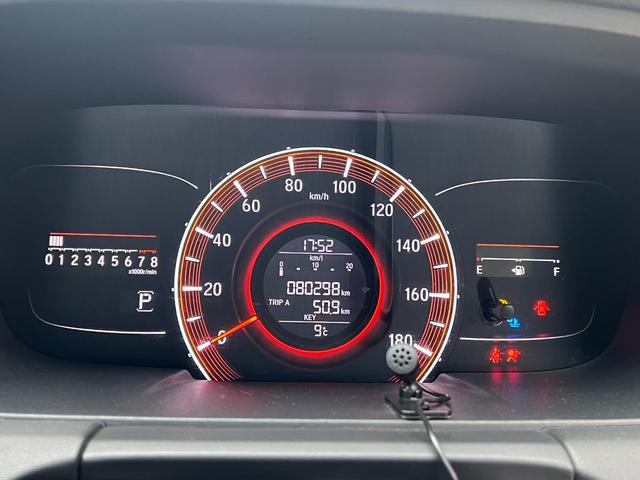 0 1 2 3 4 5 6 7 8
x1000r/min
P
0
20
40
60
80
100
120
140
160
180
km/h
17:52
km/l
0 10 20
080298 km
TRIP A 50.9 km
KEY
9℃
E F